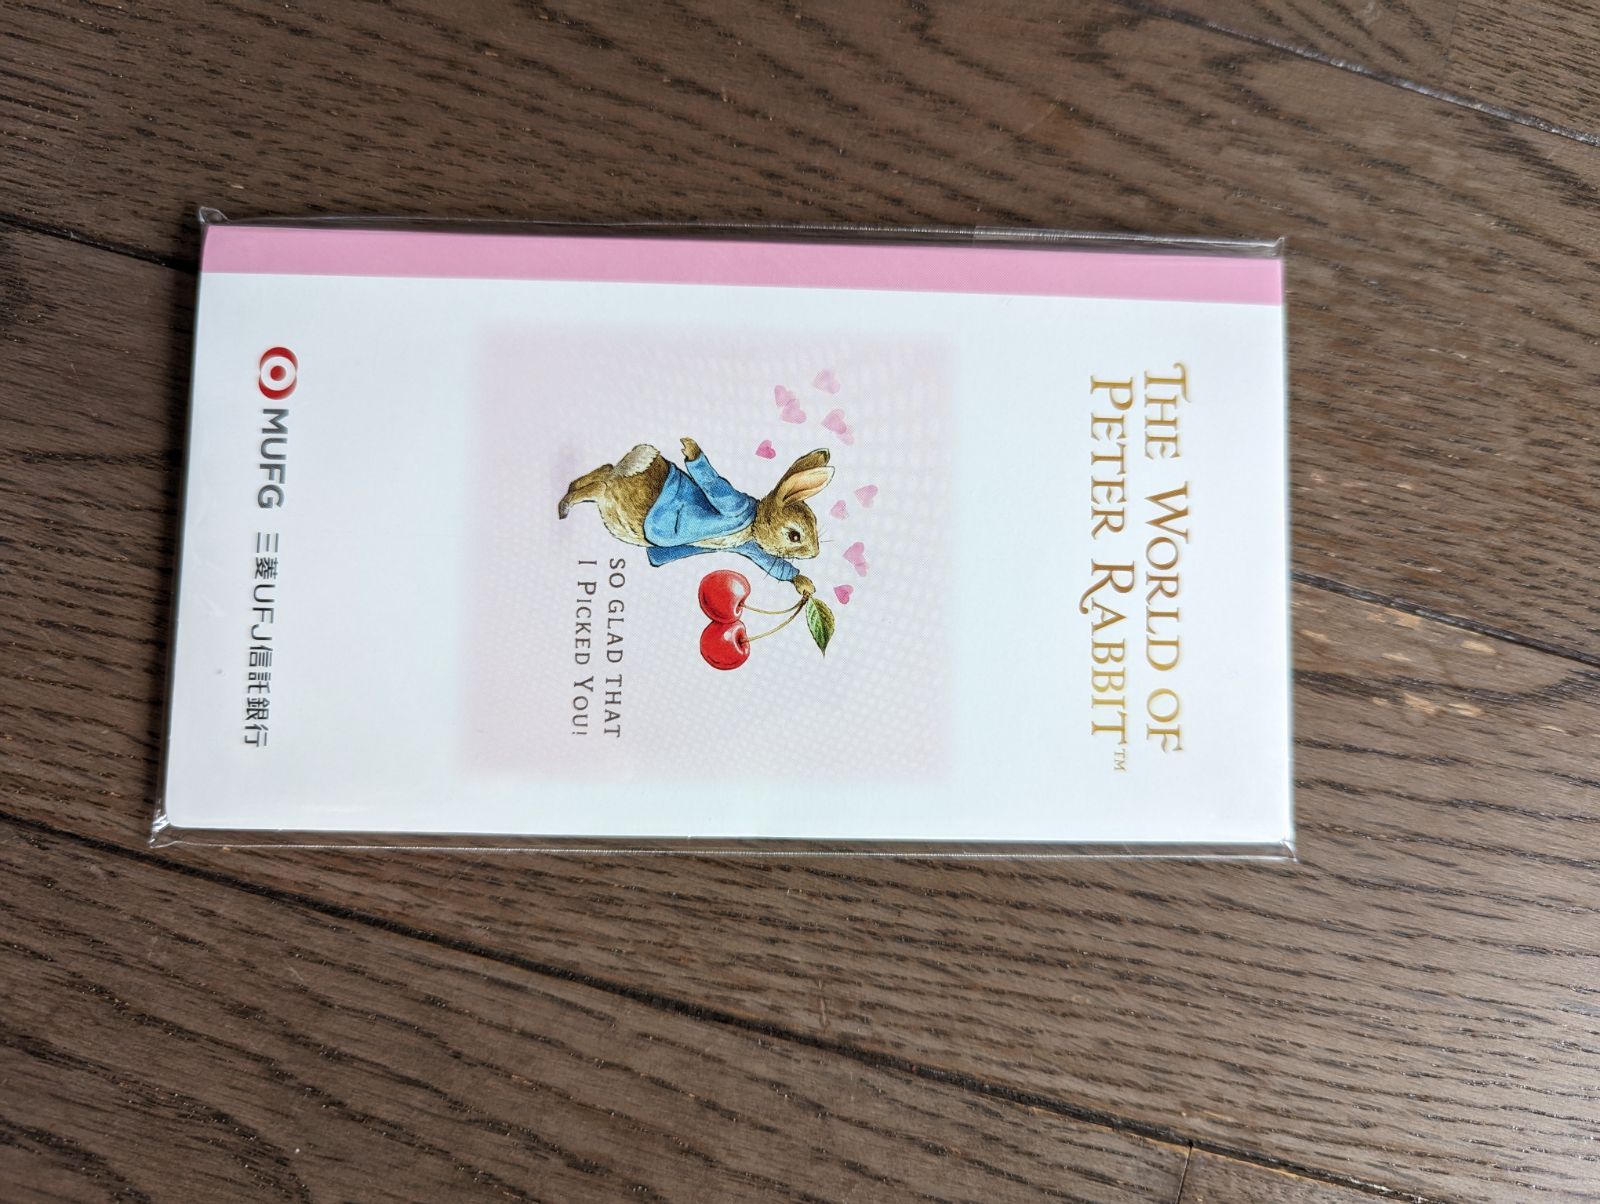 THE WORLD OF
PETER RABBIT™
SO GLAD THAT
I PICKED YOU!
MUFG 三菱UFJ信託銀行